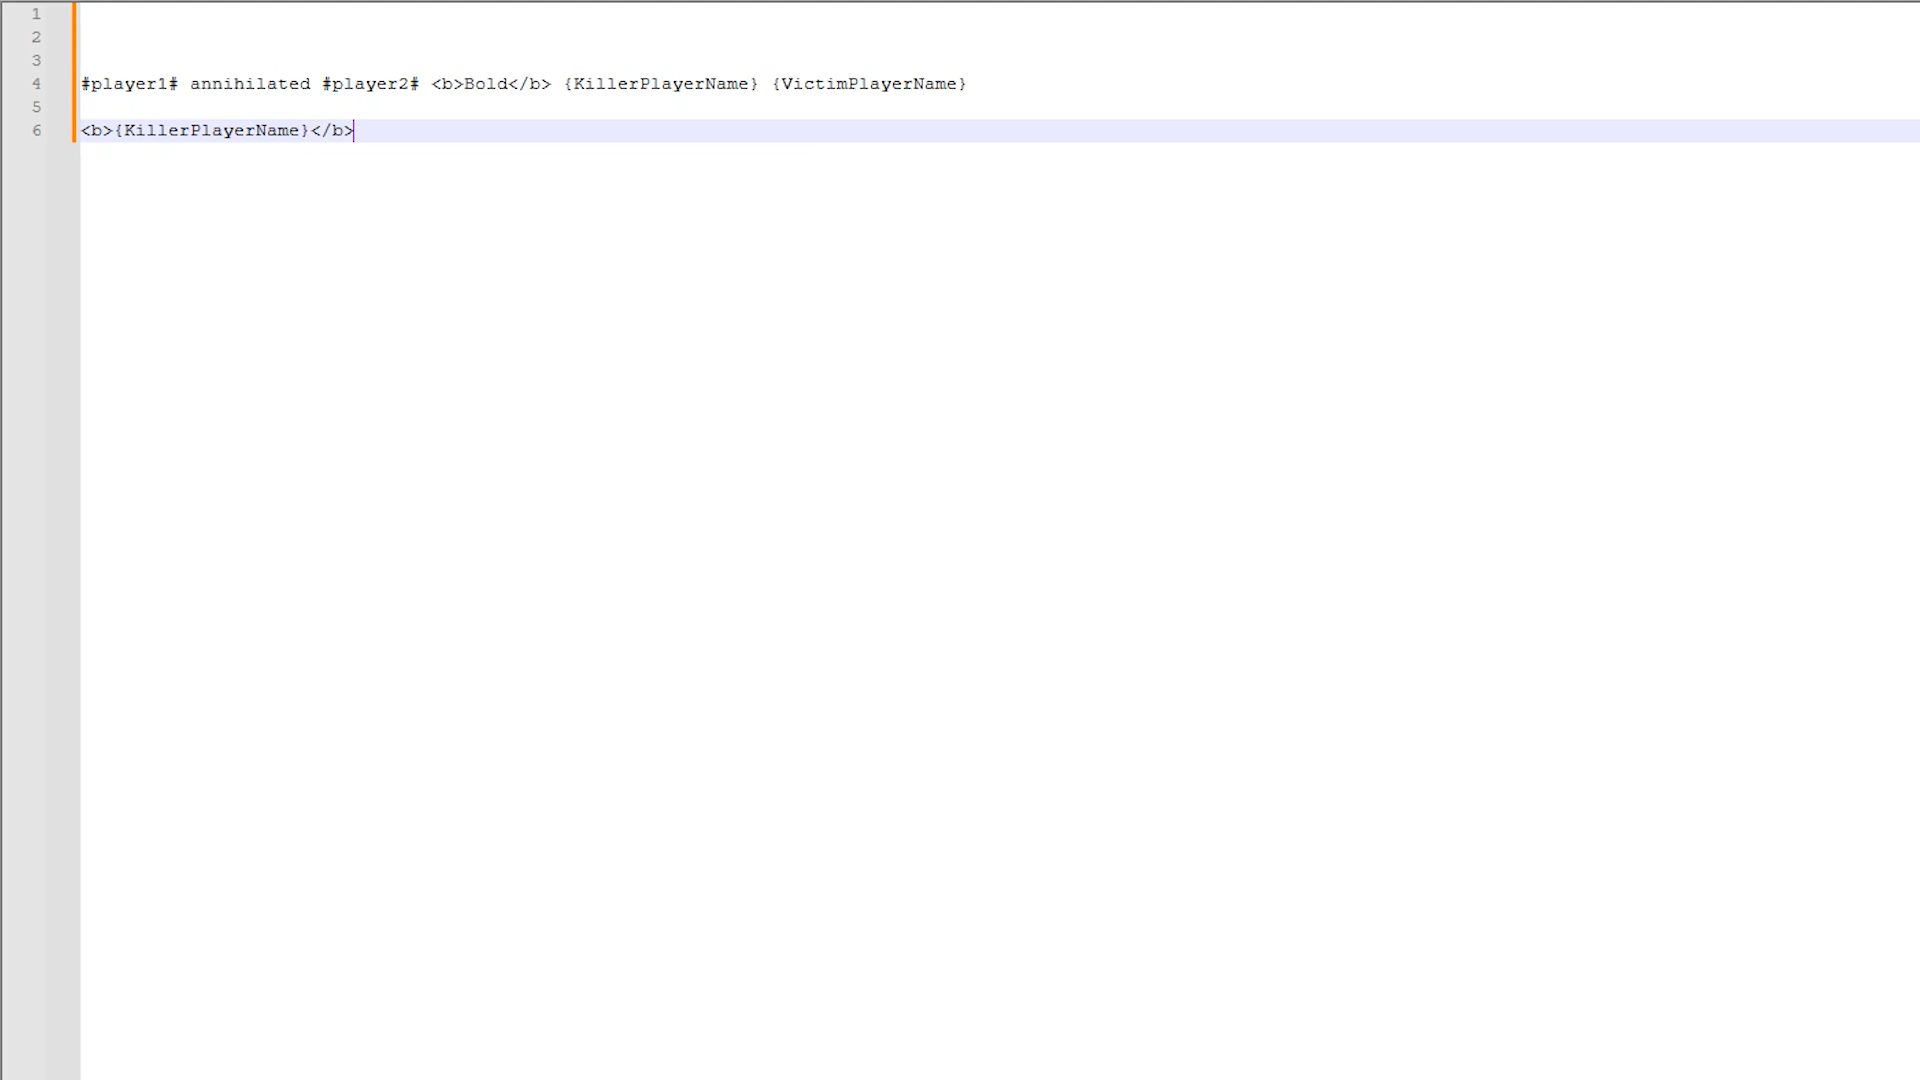 1
2
3
4 #player1# annihilated #player2# <b>Bold</b> {KillerPlayerName} {VictimPlayerName}
5
6 <b>{KillerPlayerName}</b>